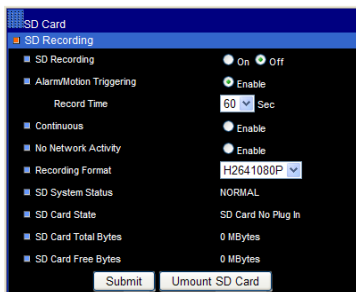 SD Card
SD Recording
SD Recording On Off
Alarm/Motion Triggering Enable
Record Time 60 Sec
Continuous Enable
No Network Activity Enable
Recording Format H2641080P
SD System Status NORMAL
SD Card State SD Card No Plug In
SD Card Total Bytes 0 MBytes
SD Card Free Bytes 0 MBytes
Submit Umount SD Card